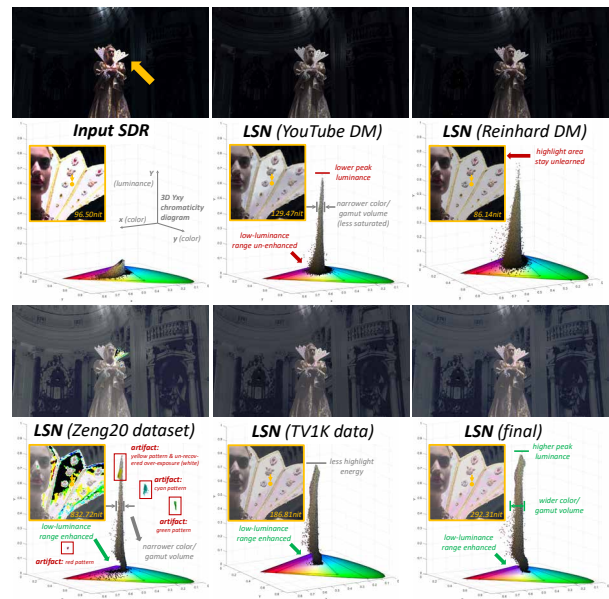 Input SDR
LSN (YouTube DM)
LSN (Reinhard DM)
Y
(luminance)
3D Yxy
chromaticity
diagram
x (color)
y (color)
96.50nit
lower peak
luminance
narrower color/
gamut volume
(less saturated)
129.47nit
low-luminance
range un-enhanced
highlight area
stay unlearned
86.14nit
LSN (Zeng20 dataset)
LSN (TV1K data)
LSN (final)
artifact:
yellow pattern & un-recov-
ered over-exposure (white)
artifact:
cyan pattern
artifact:
green pattern
832.72nit
low-luminance
range enhanced
narrower color/
gamut volume
artifact: red pattern
less highlight
energy
186.81nit
low-luminance
range enhanced
higher peak
luminance
wider color/
gamut volume
292.31nit
low-luminance
range enhanced